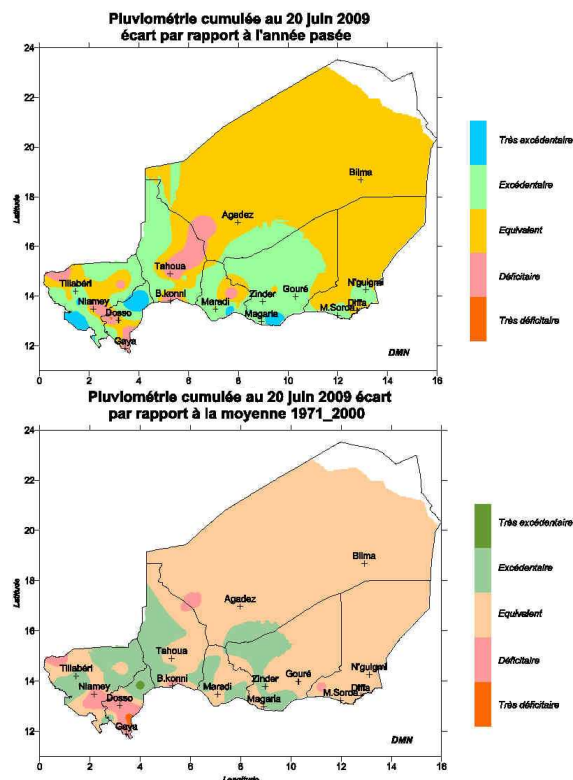 Pluviométrie cumulée au 20 juin 2009
écart par rapport à l'année pasée
24
22
20
18
16
14
12
Latitude
Bilma
Agadez
Tahoua
Tillabéri
N'guigmi
Niamey
B.konni
Maradi
Zinder
Gouré
Dosso
Diffa
M.Soroa
Magaria
Gaya
DMN
0 2 4 6 8 10 12 14 16
Très excédentaire
Excédentaire
Equivalent
Déficitaire
Très déficitaire
Pluviométrie cumulée au 20 juin 2009 écart
par rapport à la moyenne 1971_2000
24
22
20
18
16
14
12
Latitude
Bilma
Agadez
Tahoua
Tillabéri
N'guigmi
Niamey
B.konni
Maradi
Zinder
Gouré
Dosso
Diffa
M.Soroa
Magaria
Gaya
DMN
0 2 4 6 8 10 12 14 16
Longitude
Très excédentaire
Excédentaire
Equivalent
Déficitaire
Très déficitaire